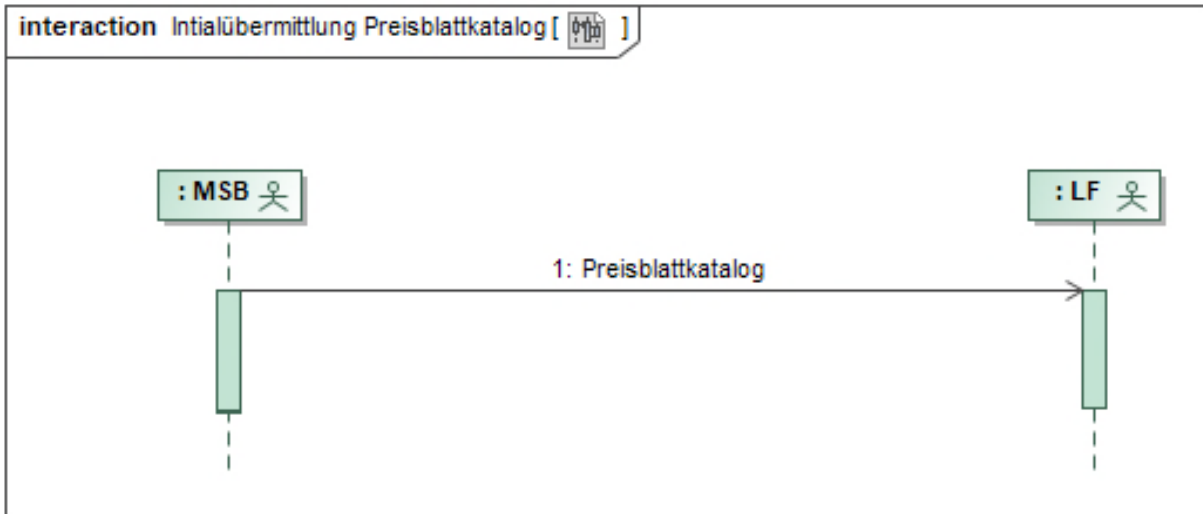 interaction Intialübermittlung Preisblattkatalog [ ]
: MSB
: LF
1: Preisblattkatalog